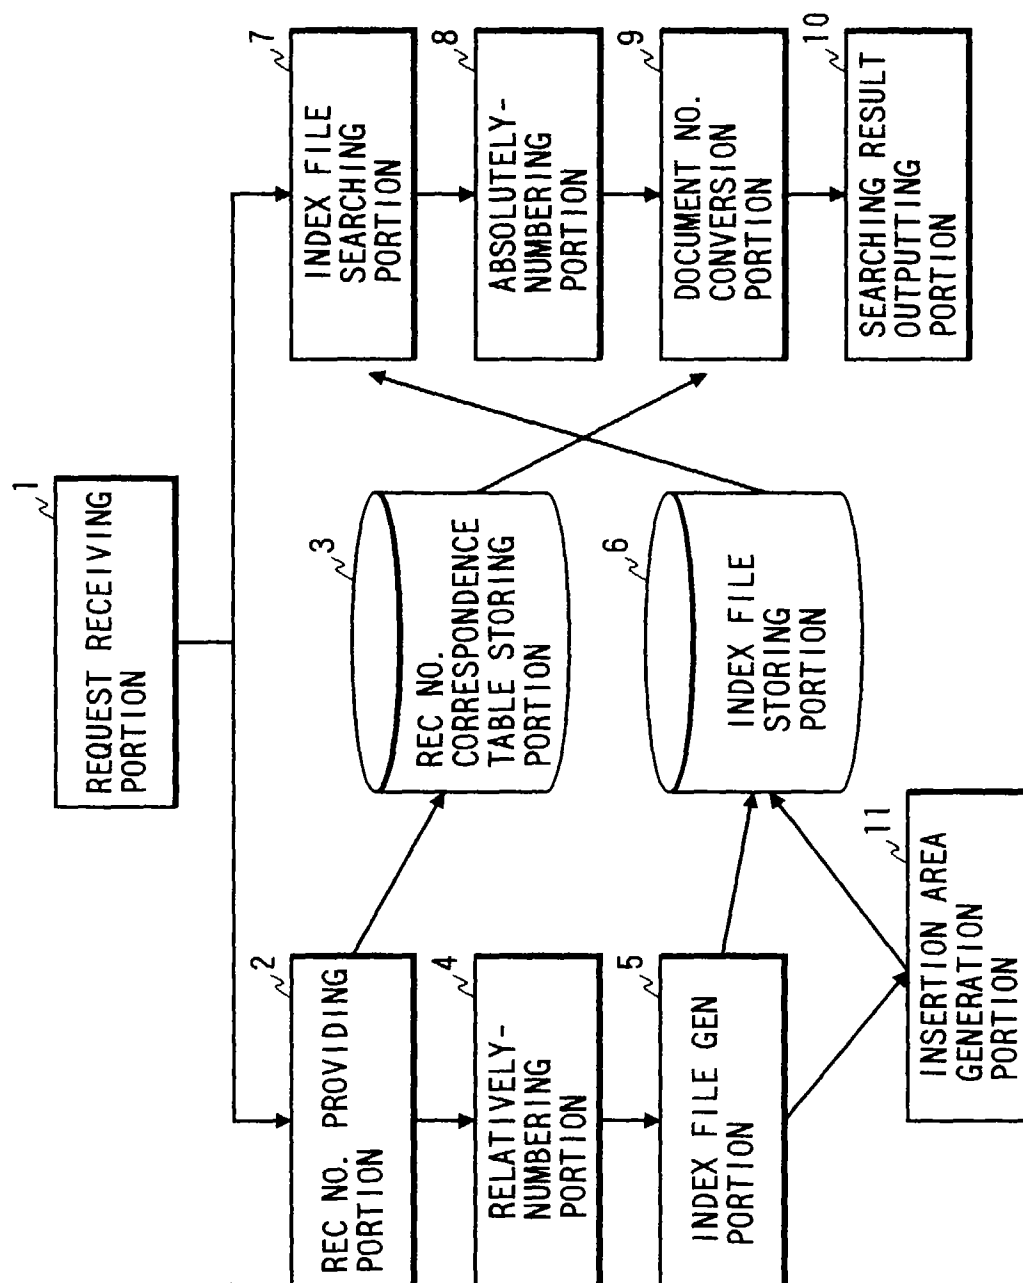 1
REQUEST RECEIVING
PORTION
2
REC NO. PROVIDING
PORTION
3
REC NO.
CORRESPONDENCE
TABLE STORING
PORTION
7
INDEX FILE
SEARCHING
PORTION
4
RELATIVELY-
NUMBERING
PORTION
8
ABSOLUTELY-
NUMBERING
PORTION
5
INDEX FILE GEN
PORTION
6
INDEX FILE
STORING
PORTION
9
DOCUMENT NO.
CONVERSION
PORTION
11
INSERTION AREA
GENERATION
PORTION
10
SEARCHING RESULT
OUTPUTTING
PORTION